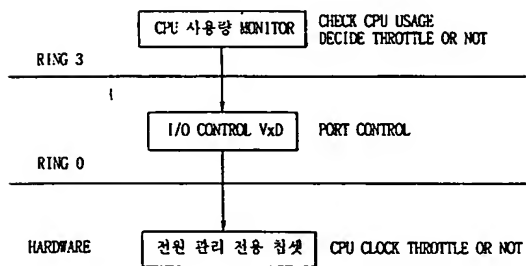 CPU 사용량 MONITOR
CHECK CPU USAGE
DECIDE THROTTLE OR NOT
RING 3
I/O CONTROL VxD
PORT CONTROL
RING 0
HARDWARE
전원 관리 전용 칩셋
CPU CLOCK THROTTLE OR NOT